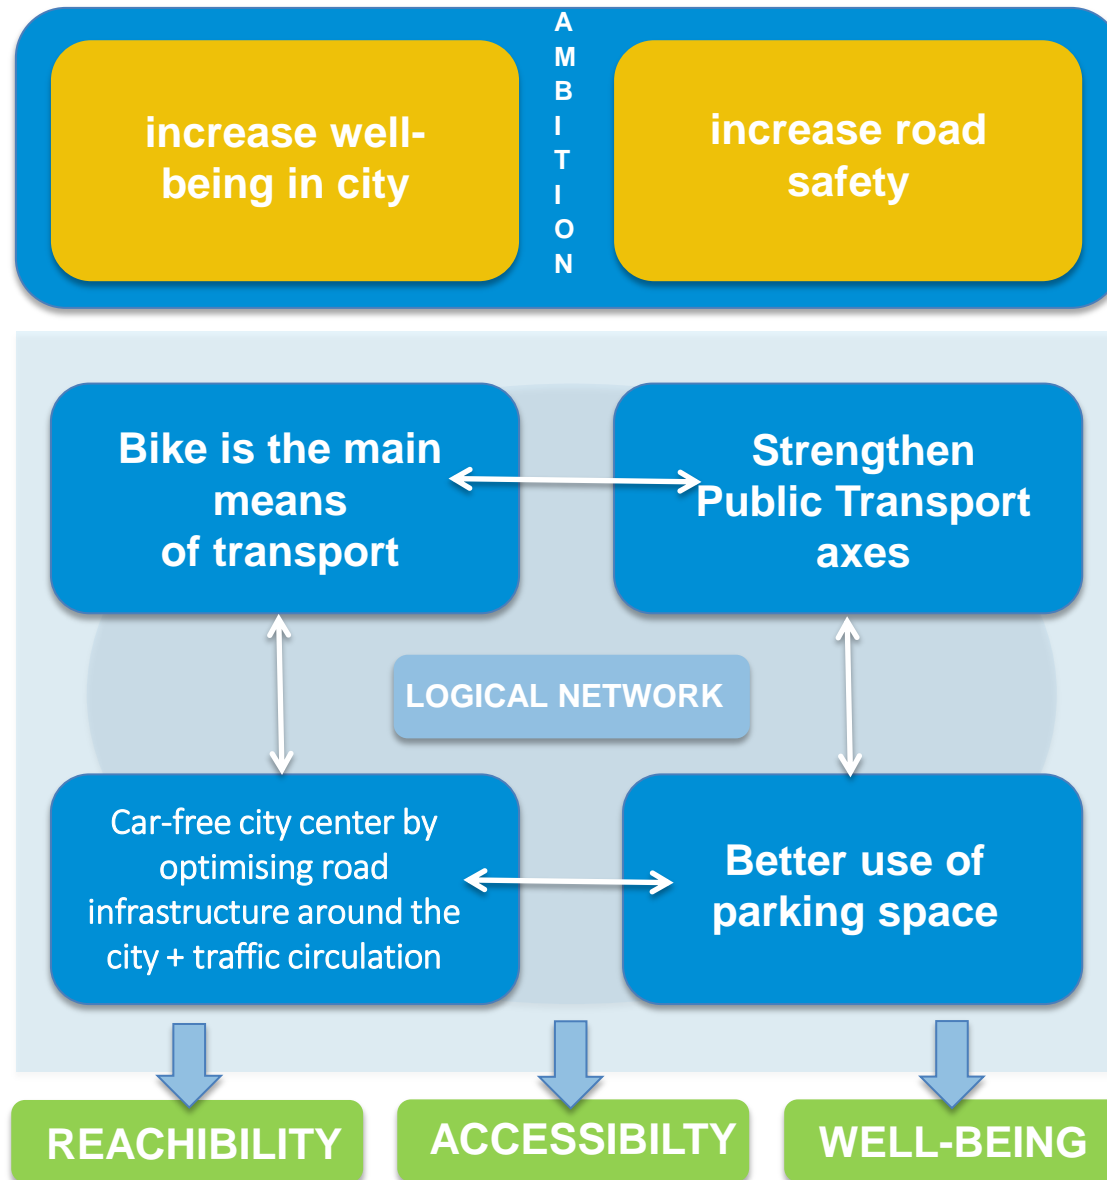 AMBITION
increase well-
being in city
increase road
safety
Bike is the main
means
of transport
Strengthen
Public Transport
axes
LOGICAL NETWORK
Car-free city center by
optimising road
infrastructure around the
city + traffic circulation
Better use of
parking space
REACHIBILITY
ACCESSIBILTY
WELL-BEING